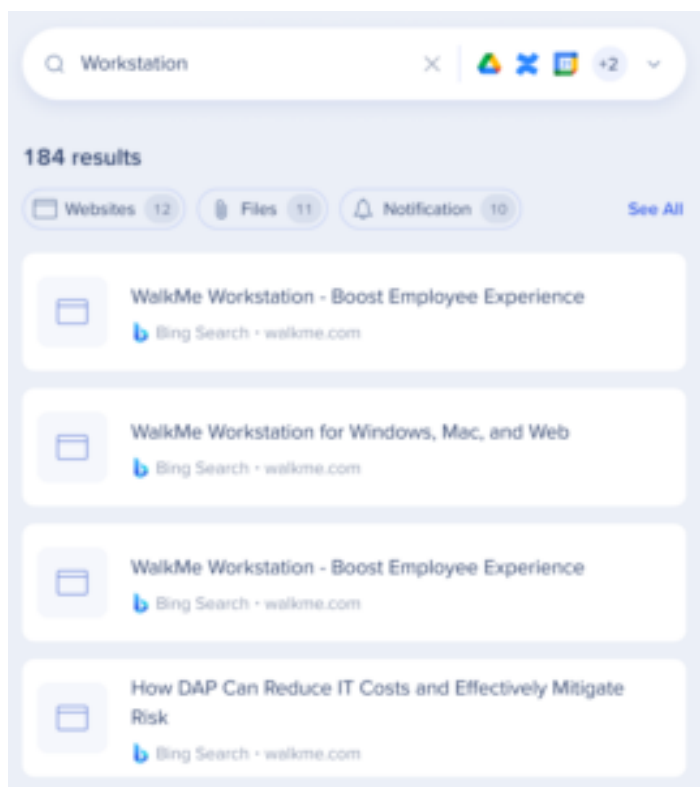 Workstation +2
184 results
Websites 12 Files 11 Notification 10 See All
WalkMe Workstation - Boost Employee Experience
Bing Search • walkme.com
WalkMe Workstation for Windows, Mac, and Web
Bing Search • walkme.com
WalkMe Workstation - Boost Employee Experience
Bing Search • walkme.com
How DAP Can Reduce IT Costs and Effectively Mitigate
Risk
Bing Search • walkme.com